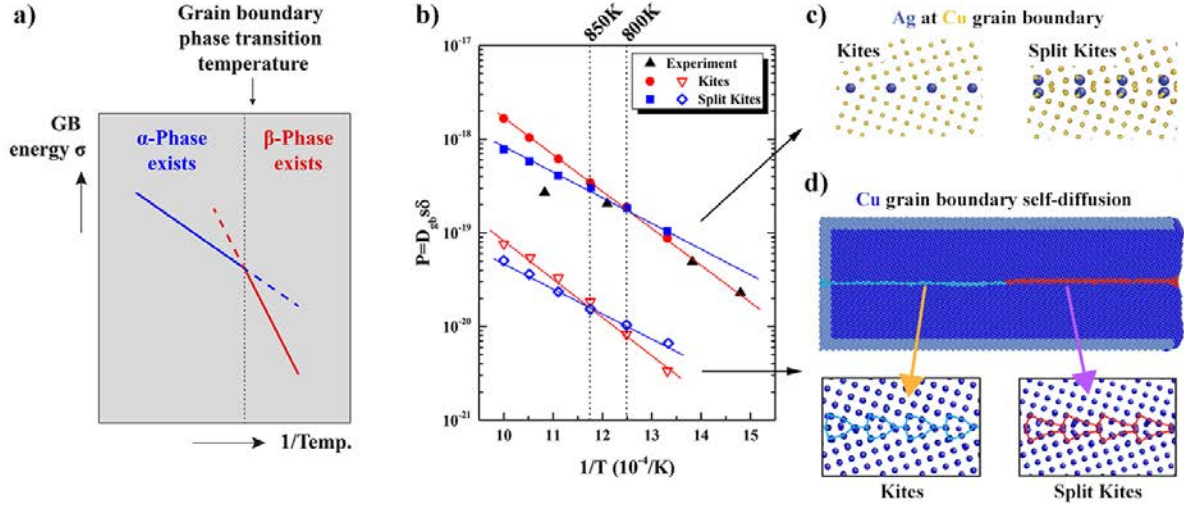 a)
Grain boundary
phase transition
temperature
GB
energy σ
α-Phase
exists
β-Phase
exists
1/Temp.
b)
850K
800K
10⁻¹⁷
10⁻¹⁸
10⁻¹⁹
10⁻²⁰
10⁻²¹
P=D_gb sδ
Experiment
Kites
Split Kites
10 11 12 13 14 15
1/T (10⁻⁴/K)
c)
Ag at Cu grain boundary
Kites
Split Kites
d)
Cu grain boundary self-diffusion
Kites
Split Kites